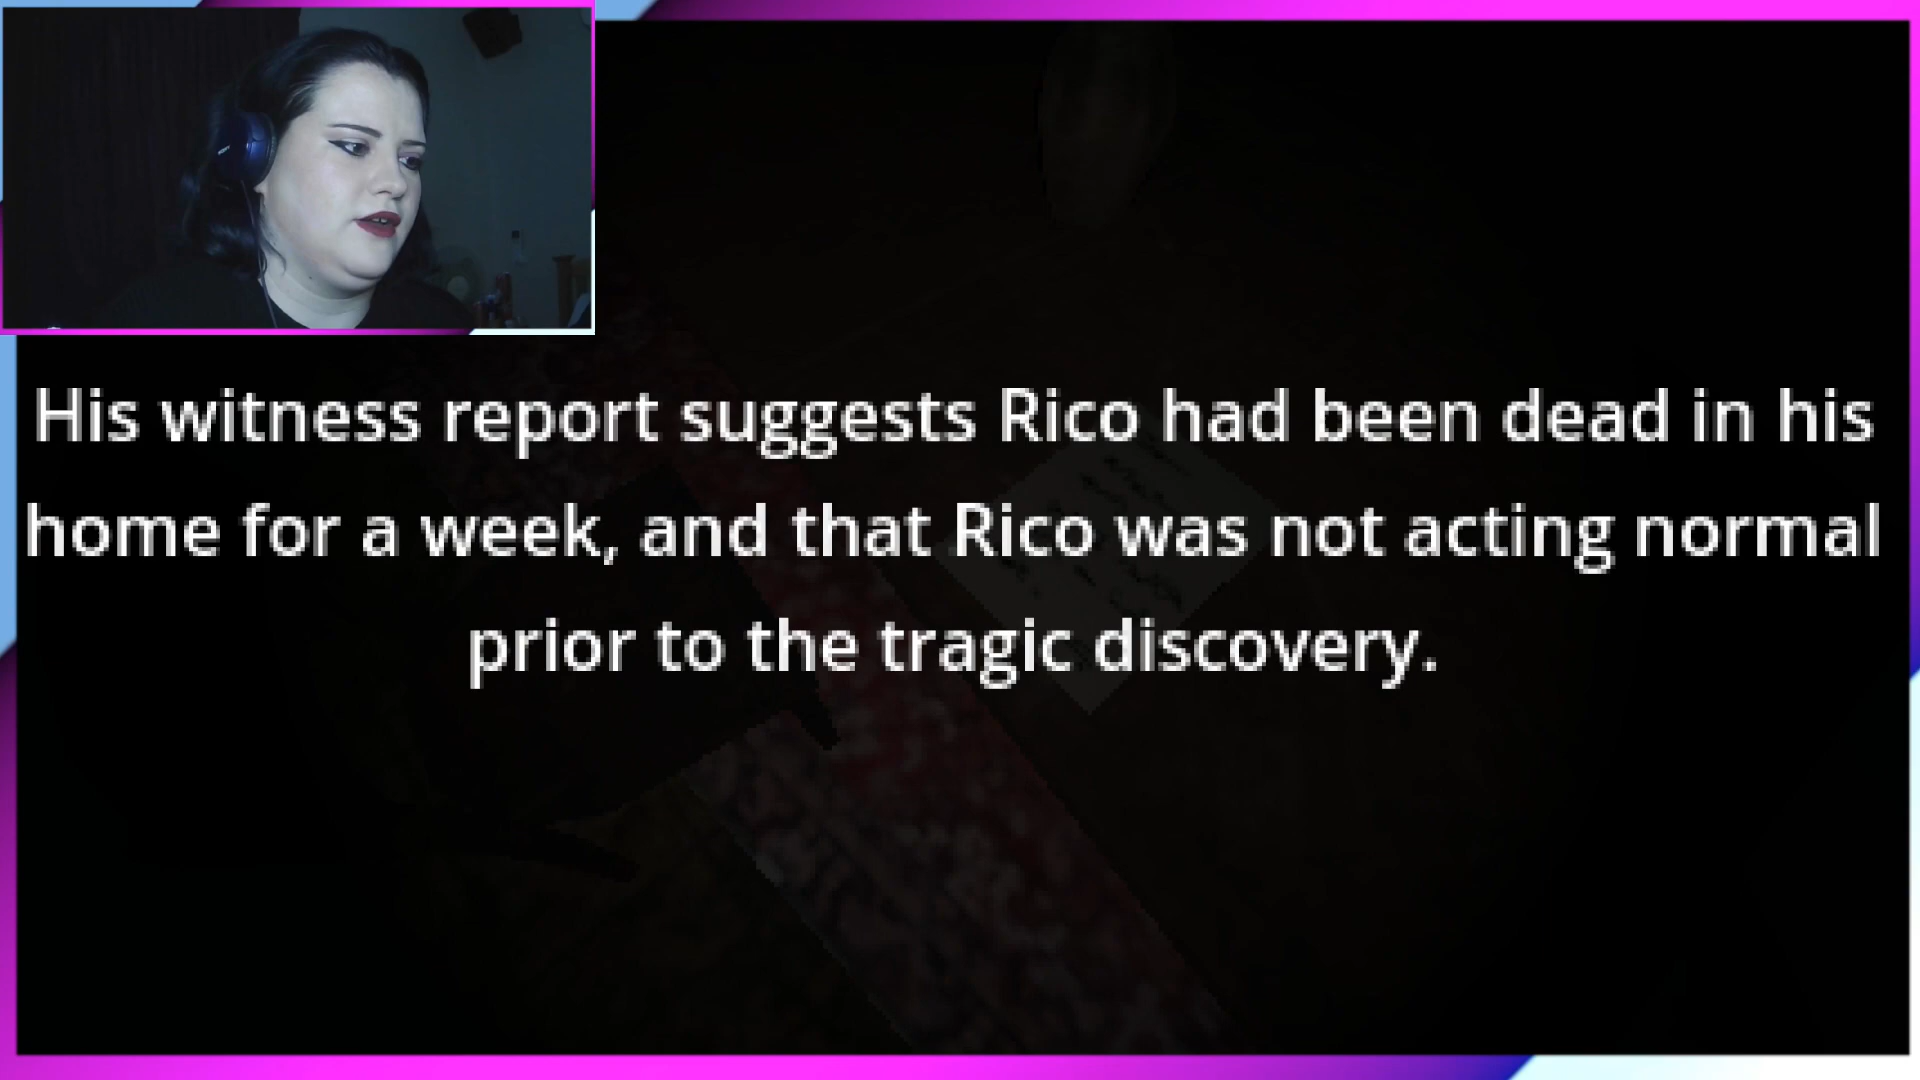 His witness report suggests Rico had been dead in his
home for a week, and that Rico was not acting normal
prior to the tragic discovery.